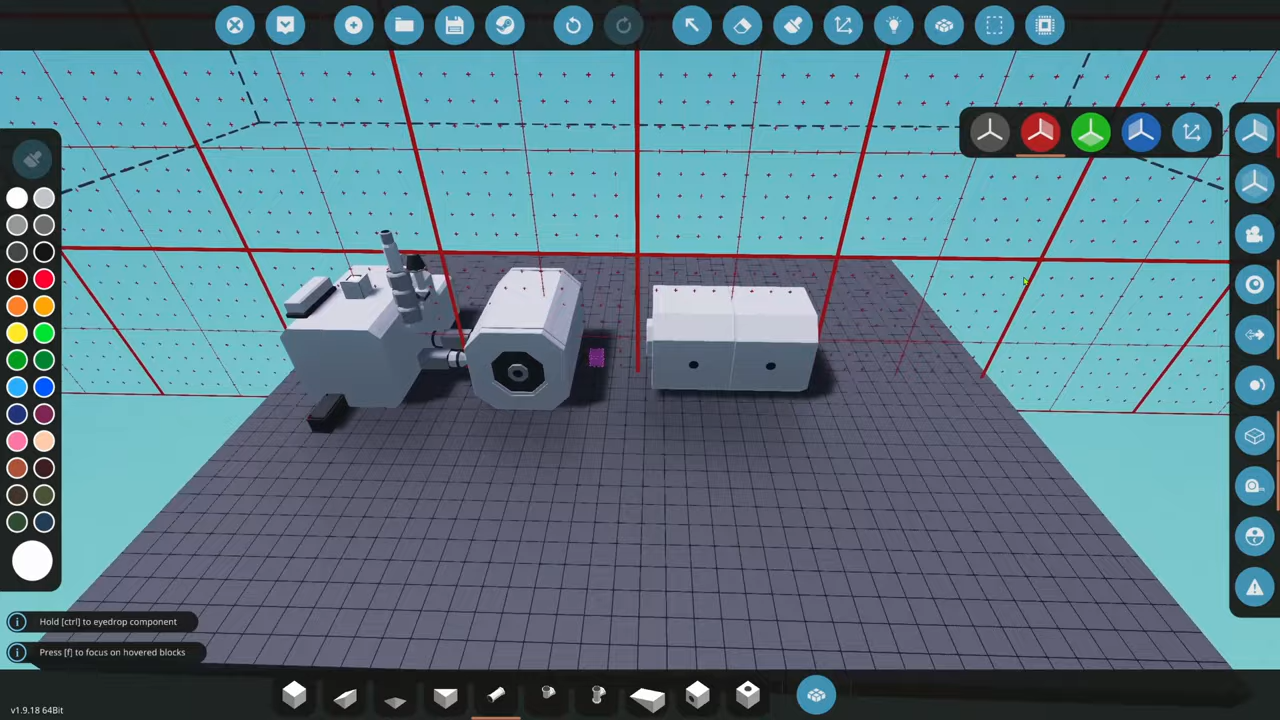 Hold [ctrl] to eyedrop component
Press [f] to focus on hovered blocks
v1.9.18 64Bit